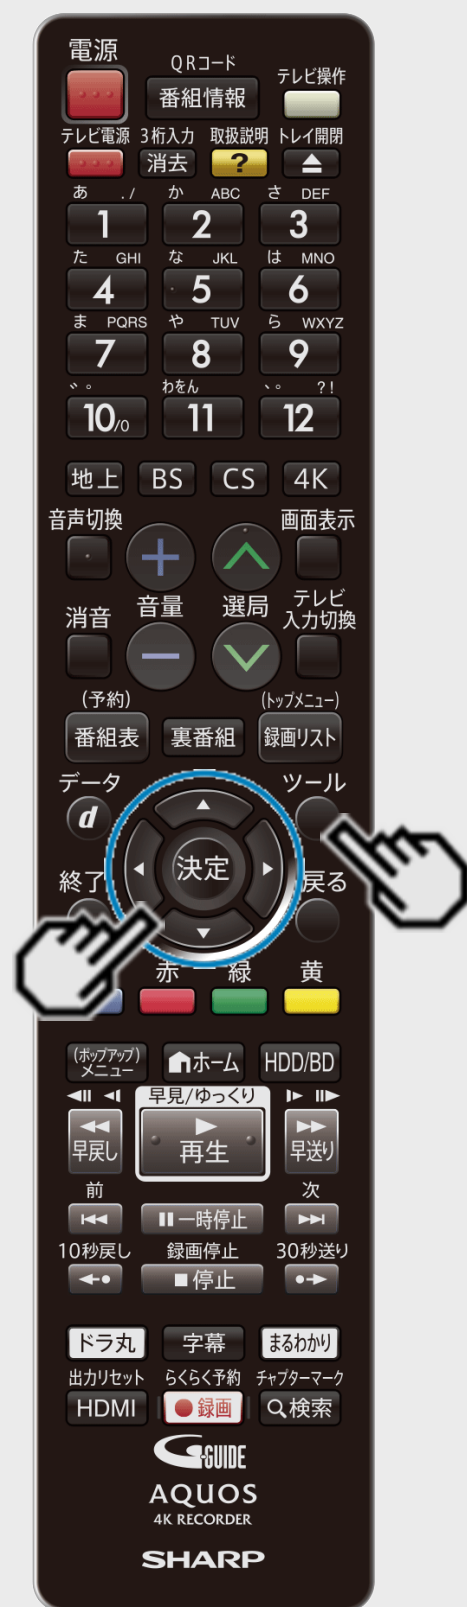 電源
QRコード
番組情報
テレビ操作
テレビ電源 3桁入力 取扱説明 トレイ開閉
消去 ?
あ ./ か ABC さ DEF
1 2 3
た GHI な JKL は MNO
4 5 6
ま PQRS や TUV ら WXYZ
7 8 9
゛゜ わをん 、。 ?!
10/0 11 12
地上 BS CS 4K
音声切換 画面表示
消音 音量 選局 テレビ
入力切換
(予約) (トップメニュー)
番組表 裏番組 録画リスト
データ ツール
d
決定
終了 戻る
赤 緑 黄
(ポップアップ)
メニュー ホーム HDD/BD
早見/ゆっくり
早戻し 再生 早送り
前 次
一時停止
10秒戻し 録画停止 30秒送り
停止
ドラ丸 字幕 まるわかり
出力リセット らくらく予約 チャプターマーク
HDMI 録画 検索
G-GUIDE
AQUOS
4K RECORDER
SHARP